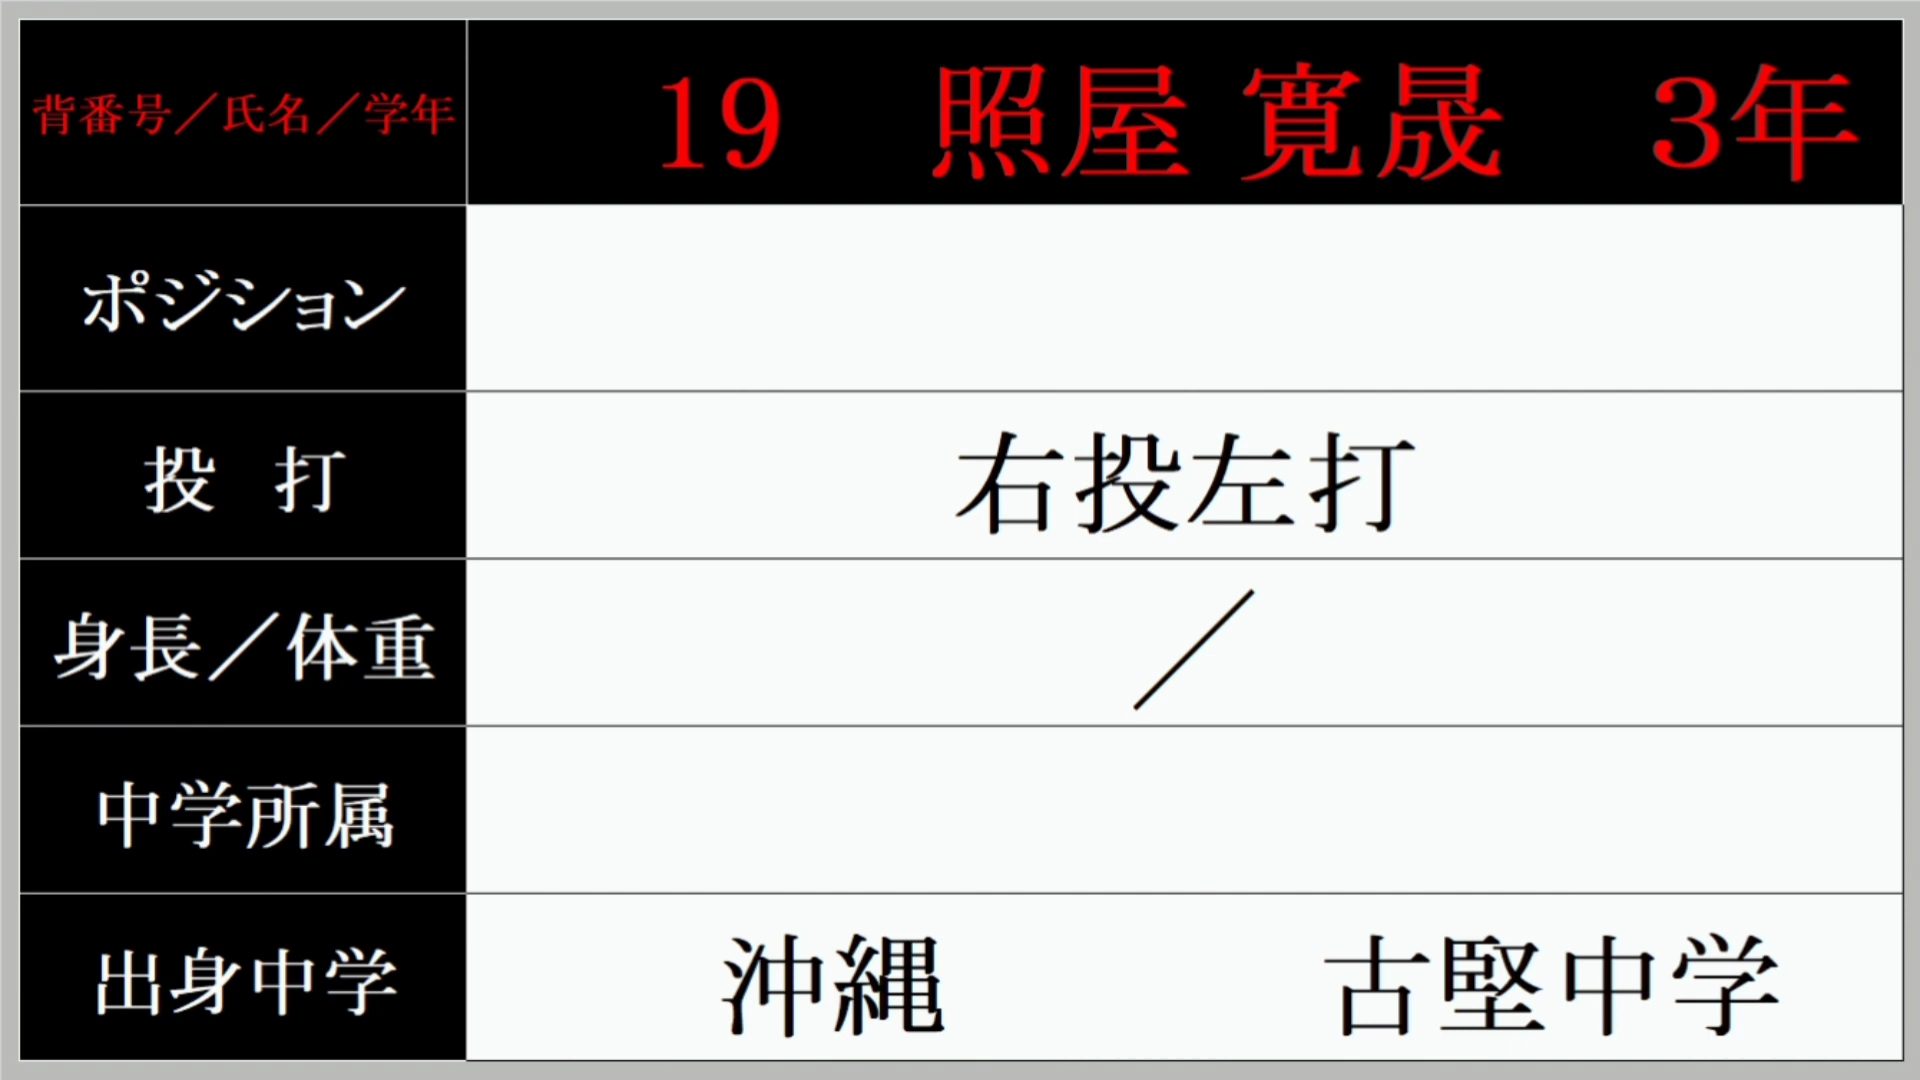 背番号／氏名／学年 19 照屋 寛晟 3年
ポジション
投 打 右投左打
身長／体重 ／
中学所属
出身中学 沖縄 古堅中学